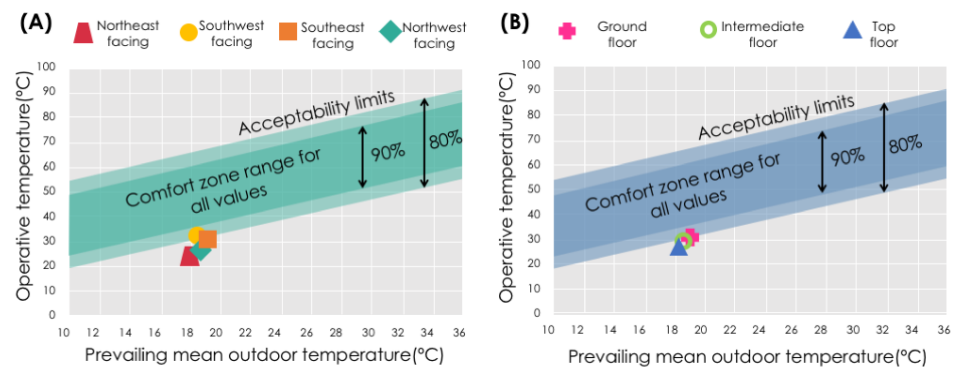 (A)
Northeast
facing
Southwest
facing
Southeast
facing
Northwest
facing
Operative temperature(ºC)
100
90
80
70
60
50
40
30
20
10
0
Acceptability limits
90%
80%
Comfort zone range for
all values
10 12 14 16 18 20 22 24 26 28 30 32 34 36
Prevailing mean outdoor temperature(ºC)
(B)
Ground
floor
Intermediate
floor
Top
floor
Operative temperature(ºC)
100
90
80
70
60
50
40
30
20
10
0
Acceptability limits
90%
80%
Comfort zone range for
all values
10 12 14 16 18 20 22 24 26 28 30 32 34 36
Prevailing mean outdoor temperature(ºC)